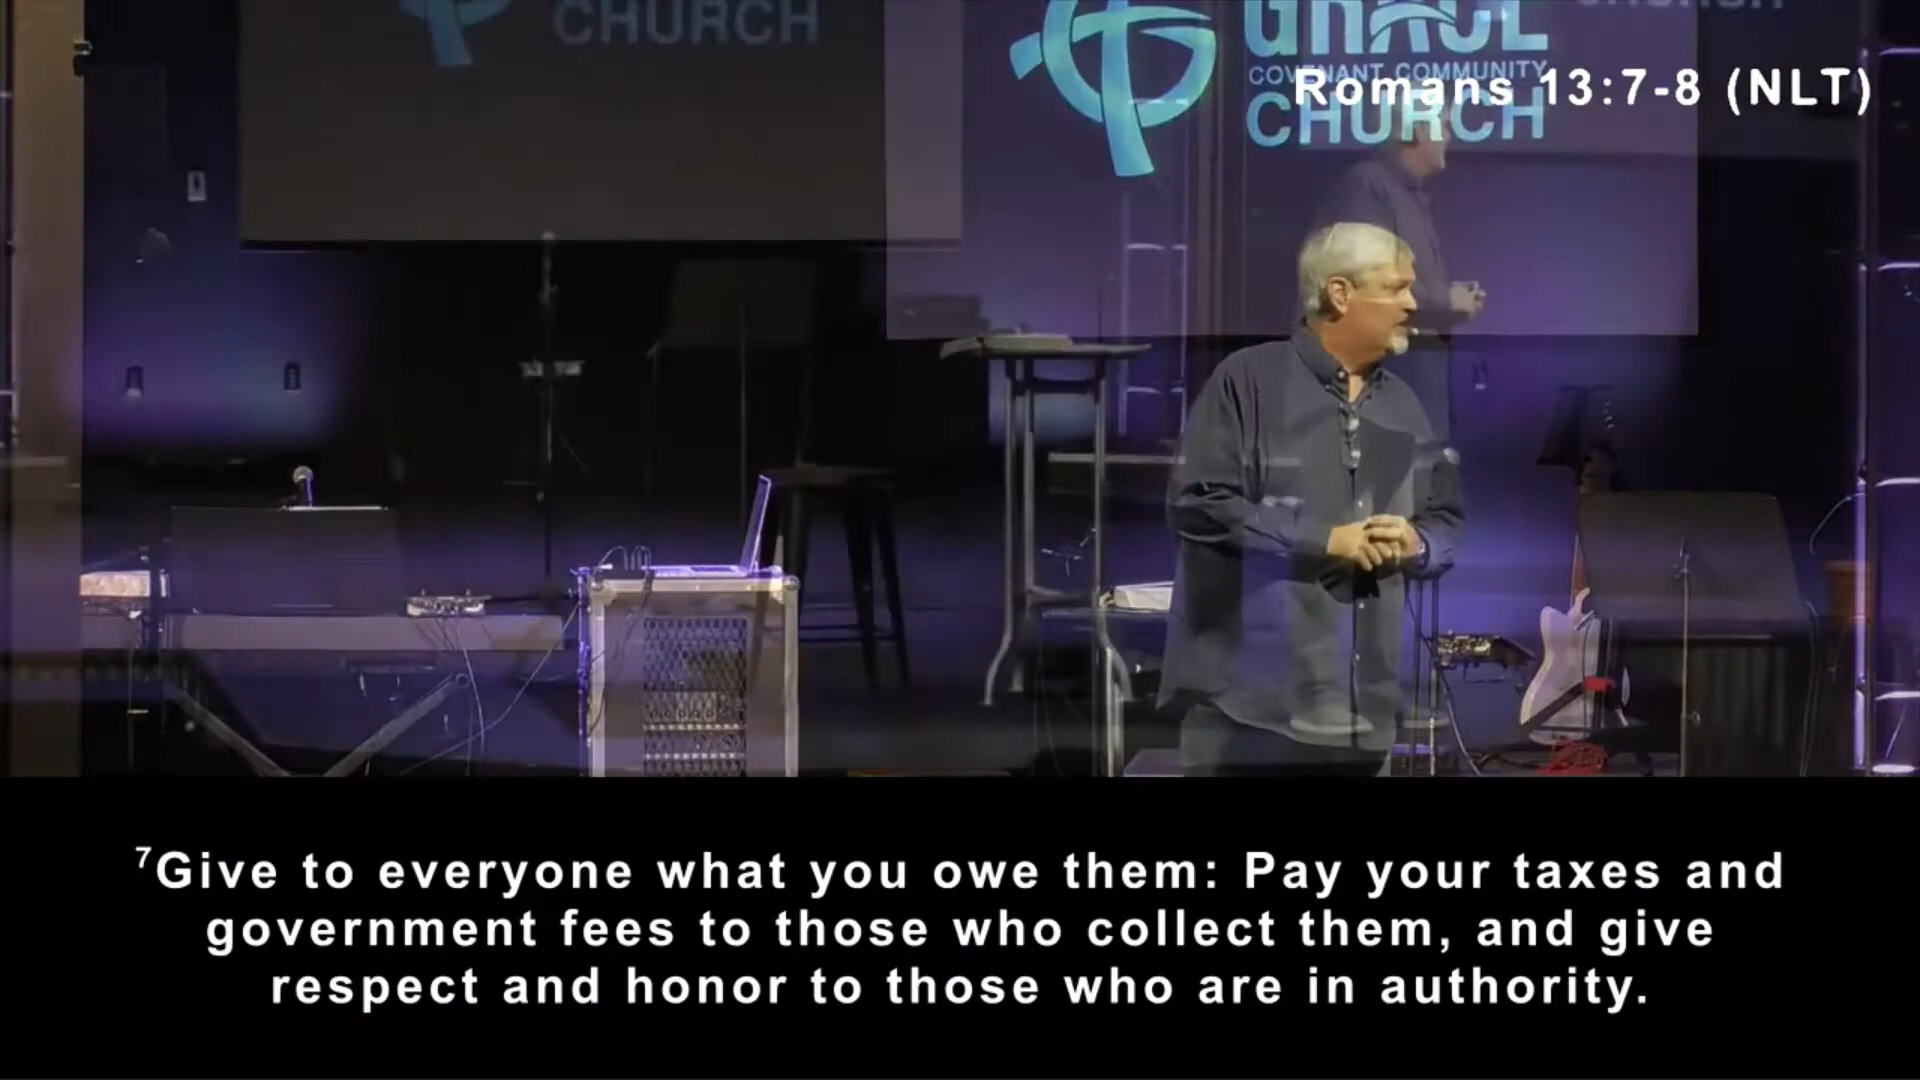 CHURCH
GRACE
COVENANT COMMUNITY
CHURCH
CHURCH
Romans 13:7-8 (NLT)
⁷Give to everyone what you owe them: Pay your taxes and
government fees to those who collect them, and give
respect and honor to those who are in authority.